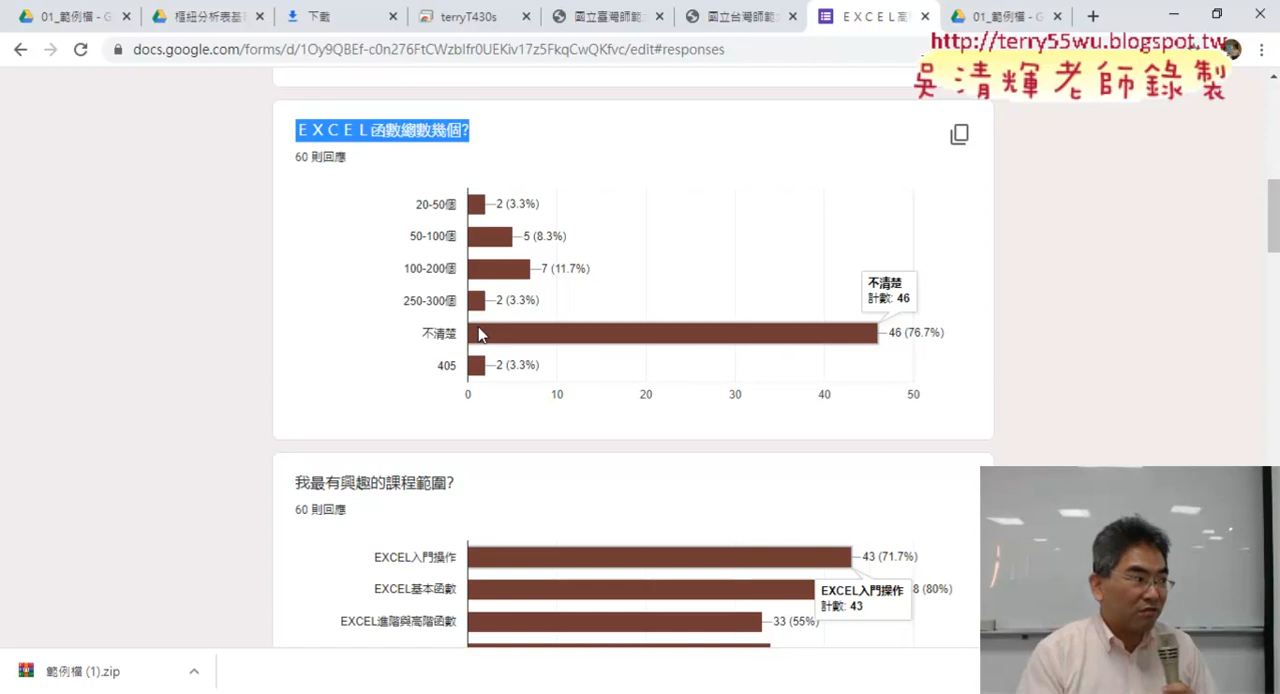 01_範例檔 - G
樞紐分析表基
下載
terryT430s
國立臺灣師範
國立台灣師範
ＥＸＣＥＬ高
01_範例檔 - G
docs.google.com/forms/d/1Oy9QBEf-c0n276FtCWzbIfr0UEKiv17z5FkqCwQKfvc/edit#responses
http://terry55wu.blogspot.tw
吳清輝老師錄製
ＥＸＣＥＬ函數總數幾個?
60 則回應
20-50個 2 (3.3%)
50-100個 5 (8.3%)
100-200個 7 (11.7%)
250-300個 2 (3.3%)
不清楚
計數: 46
不清楚 46 (76.7%)
405 2 (3.3%)
0 10 20 30 40 50
我最有興趣的課程範圍?
60 則回應
EXCEL入門操作 43 (71.7%)
EXCEL基本函數 8 (80%)
EXCEL入門操作
計數: 43
EXCEL進階與高階函數 33 (55%)
範例檔 (1).zip